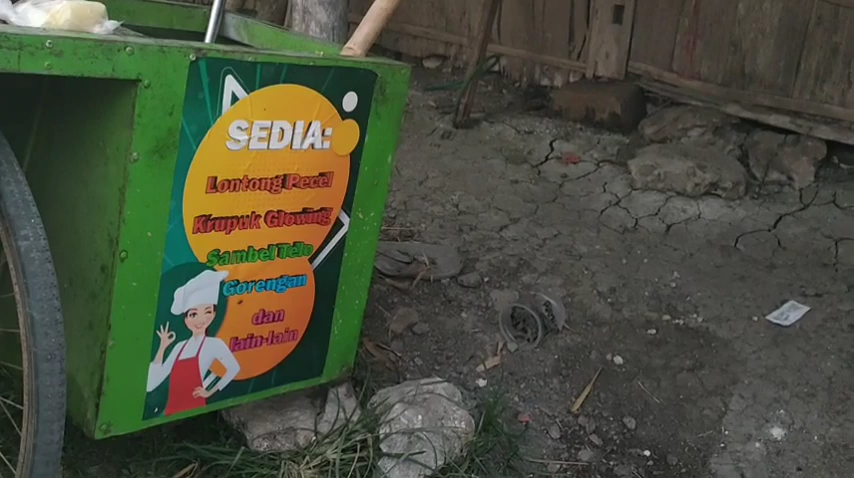 SEDIA:
Lontong Pecel
Krupuk Glowing
Sambel Telo
Gorengan
dan
lain-lain